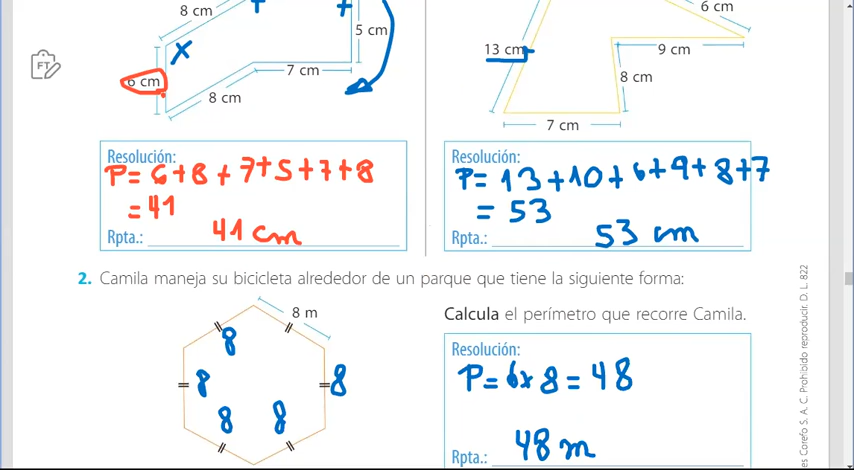 8 cm
6 cm
8 cm
7 cm
5 cm
FT
13 cm
6 cm
9 cm
8 cm
7 cm
Resolución:
P= 6+8+7+5+7+8
= 41
Rpta.: 41 cm
Resolución:
P= 13+10+6+9+8+7
= 53
Rpta.: 53 cm
2. Camila maneja su bicicleta alrededor de un parque que tiene la siguiente forma:
8 m
8
8
8
8
8
Calcula el perímetro que recorre Camila.
Resolución:
P= 6x8 = 48
Rpta.: 48 m
es Corefo S. A. C. Prohibido reproducir. D. L. 822